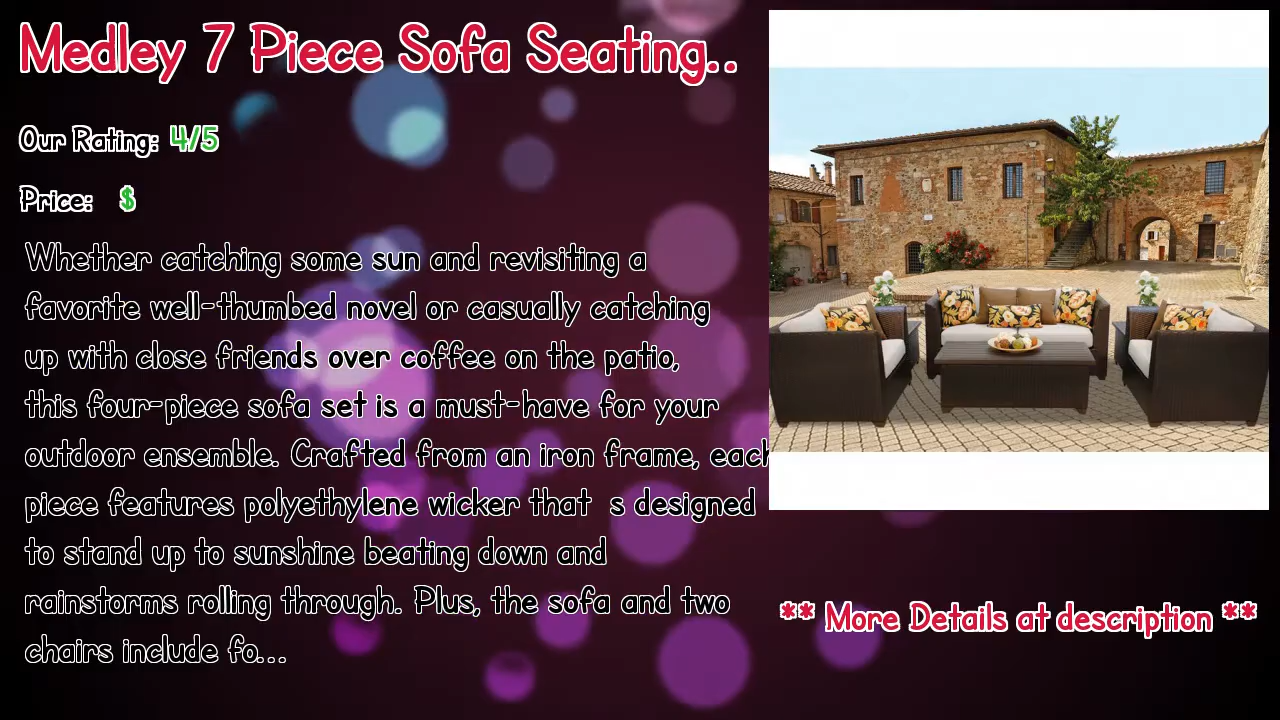 Medley 7 Piece Sofa Seating..
Our Rating: 4/5
Price: $
Whether catching some sun and revisiting a
favorite well-thumbed novel or casually catching
up with close friends over coffee on the patio,
this four-piece sofa set is a must-have for your
outdoor ensemble. Crafted from an iron frame, each
piece features polyethylene wicker that s designed
to stand up to sunshine beating down and
rainstorms rolling through. Plus, the sofa and two
chairs include fo...
** More Details at description **